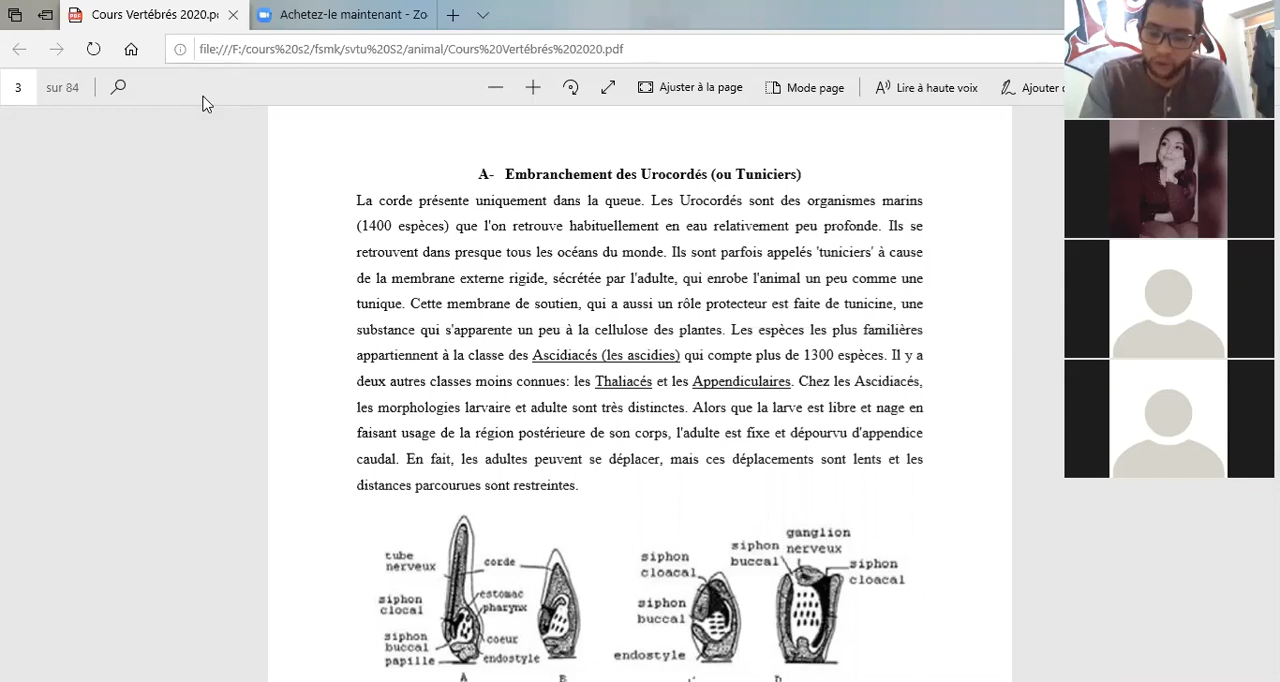 Cours Vertébrés 2020.pd
Achetez-le maintenant - Zo
file:///F:/cours%20s2/fsmk/svtu%20S2/animal/Cours%20Vertébrés%202020.pdf
3 sur 84
Ajuster à la page
Mode page
Lire à haute voix
Ajouter
A- Embranchement des Urocordés (ou Tuniciers)
La corde présente uniquement dans la queue. Les Urocordés sont des organismes marins
(1400 espèces) que l'on retrouve habituellement en eau relativement peu profonde. Ils se
retrouvent dans presque tous les océans du monde. Ils sont parfois appelés 'tuniciers' à cause
de la membrane externe rigide, sécrétée par l'adulte, qui enrobe l'animal un peu comme une
tunique. Cette membrane de soutien, qui a aussi un rôle protecteur est faite de tunicine, une
substance qui s'apparente un peu à la cellulose des plantes. Les espèces les plus familières
appartiennent à la classe des Ascidiacés (les ascidies) qui compte plus de 1300 espèces. Il y a
deux autres classes moins connues: les Thaliacés et les Appendiculaires. Chez les Ascidiacés,
les morphologies larvaire et adulte sont très distinctes. Alors que la larve est libre et nage en
faisant usage de la région postérieure de son corps, l'adulte est fixe et dépourvu d'appendice
caudal. En fait, les adultes peuvent se déplacer, mais ces déplacements sont lents et les
distances parcourues sont restreintes.
tube
nerveux
corde
siphon
clocal
estomac
pharynx
siphon
buccal
papille
coeur
endostyle
siphon
cloacal
siphon
buccal
endostyle
siphon
buccal
ganglion
nerveux
siphon
cloacal
A
B
D